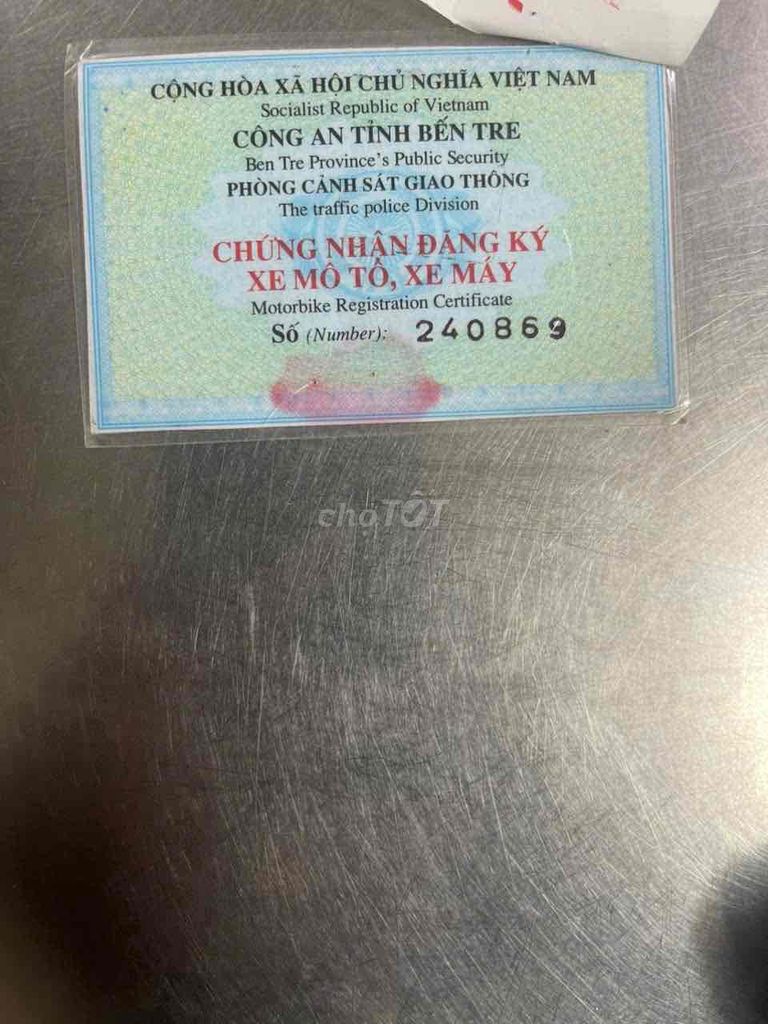 CỘNG HÒA XÃ HỘI CHỦ NGHĨA VIỆT NAM
Socialist Republic of Vietnam
CÔNG AN TỈNH BẾN TRE
Ben Tre Province's Public Security
PHÒNG CẢNH SÁT GIAO THÔNG
The traffic police Division
CHỨNG NHẬN ĐĂNG KÝ
XE MÔ TÔ, XE MÁY
Motorbike Registration Certificate
Số (Number): 240869
chợTỐT